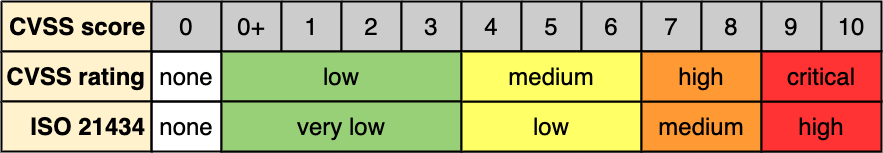 CVSS score 0 0+ 1 2 3 4 5 6 7 8 9 10
CVSS rating none low medium high critical
ISO 21434 none very low low medium high